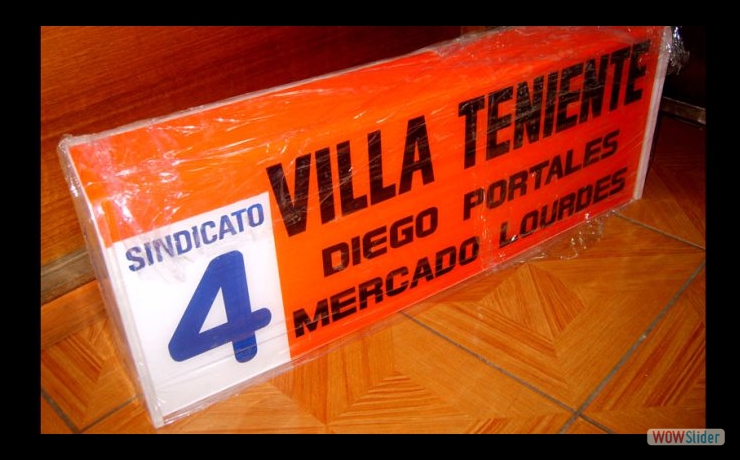 VILLA TENIENTE
DIEGO PORTALES
MERCADO LOURDES
SINDICATO
4
WOWSlider